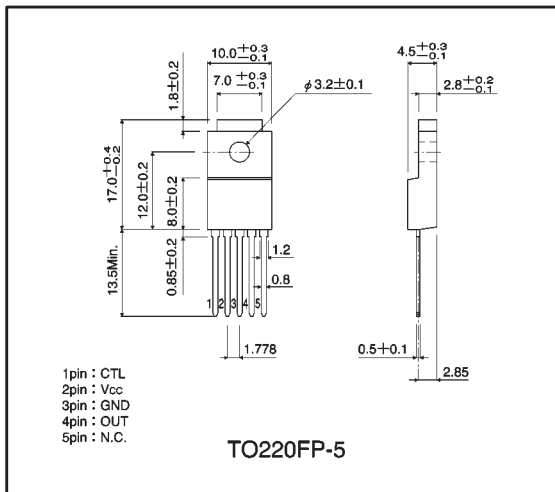 10.0 +0.3 −0.1
7.0 +0.3 −0.1
1.8±0.2
φ3.2±0.1
4.5 +0.3 −0.1
2.8 +0.2 −0.1
17.0 +0.4 −0.2
12.0±0.2
8.0±0.2
0.85±0.2
13.5Min.
1.2
0.8
1 2 3 4 5
1.778
0.5±0.1
2.85
1pin : CTL
2pin : Vcc
3pin : GND
4pin : OUT
5pin : N.C.
TO220FP-5